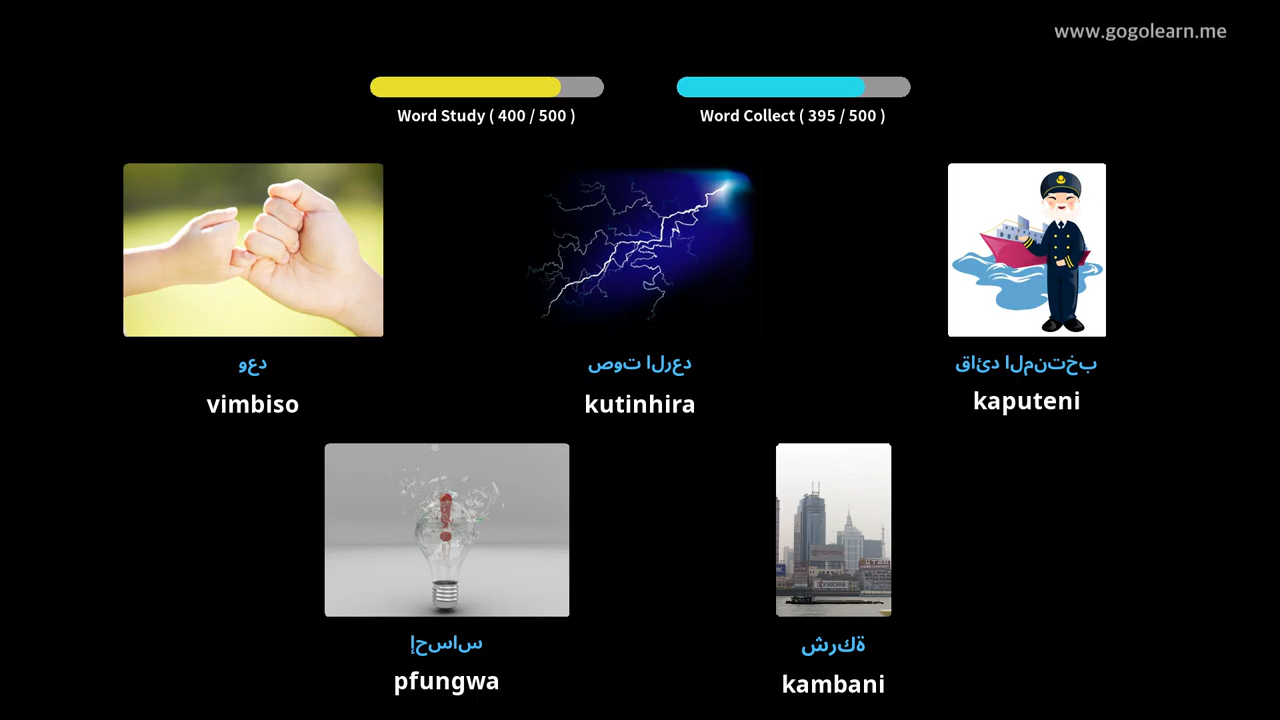 www.gogolearn.me
Word Study ( 400 / 500 )
Word Collect ( 395 / 500 )
وعد
صوت الرعد
قائد المنتخب
vimbiso
kutinhira
kaputeni
إحساس
شركة
pfungwa
kambani
TOYOTA